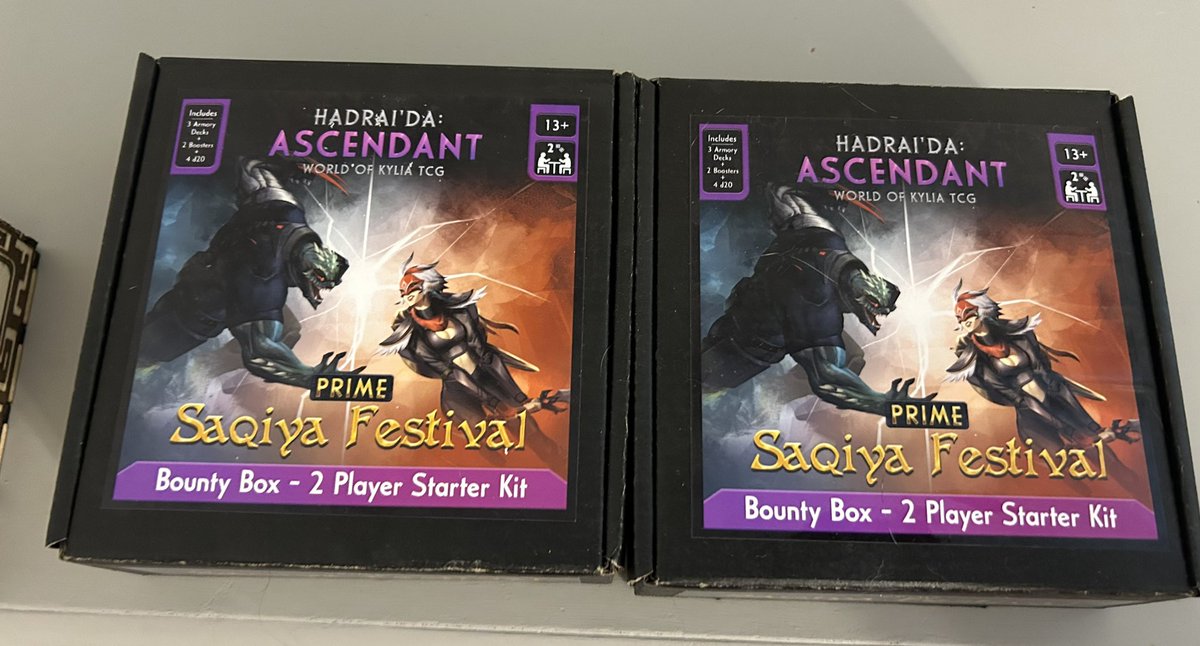 Includes
3 Armory
Decks
+
2 Boosters
+
4 d20
HADRAI'DA:
ASCENDANT
WORLD OF KYLIA TCG
13+
2
PRIME
Saqiya Festival
Bounty Box - 2 Player Starter Kit
Includes
3 Armory
Decks
+
2 Boosters
+
4 d20
HADRAI'DA:
ASCENDANT
WORLD OF KYLIA TCG
13+
2
PRIME
Saqiya Festival
Bounty Box - 2 Player Starter Kit